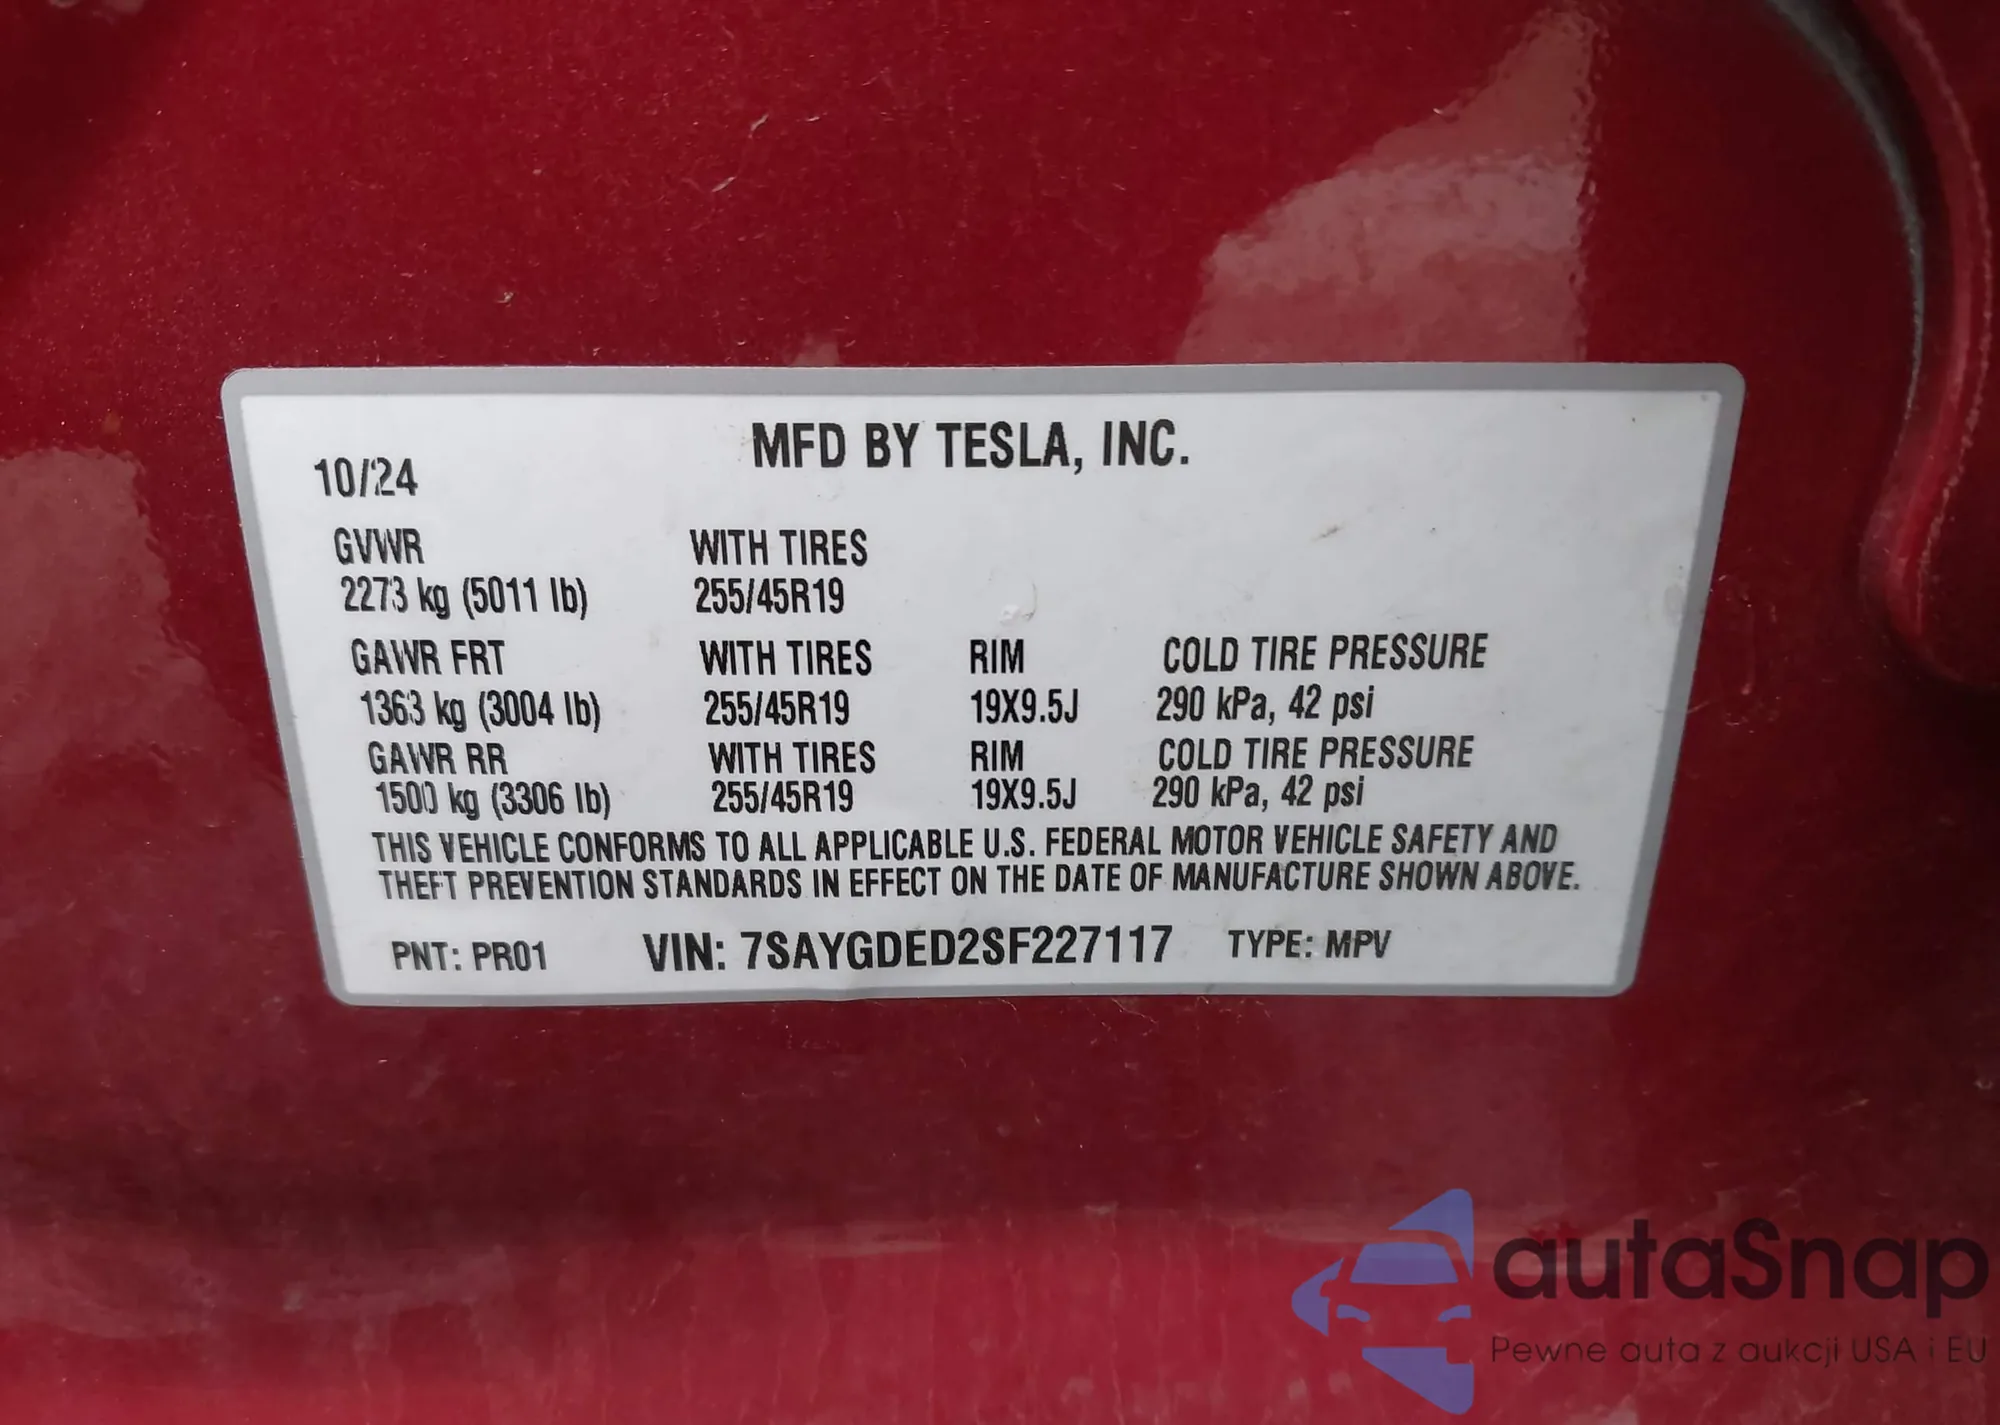 MFD BY TESLA, INC.
10/24
GVWR WITH TIRES
2273 kg (5011 lb) 255/45R19
GAWR FRT WITH TIRES RIM COLD TIRE PRESSURE
1363 kg (3004 lb) 255/45R19 19X9.5J 290 kPa, 42 psi
GAWR RR WITH TIRES RIM COLD TIRE PRESSURE
1500 kg (3306 lb) 255/45R19 19X9.5J 290 kPa, 42 psi
THIS VEHICLE CONFORMS TO ALL APPLICABLE U.S. FEDERAL MOTOR VEHICLE SAFETY AND
THEFT PREVENTION STANDARDS IN EFFECT ON THE DATE OF MANUFACTURE SHOWN ABOVE.
PNT: PR01 VIN: 7SAYGDED2SF227117 TYPE: MPV
autaSnap
Pewne auta z aukcji USA i EU